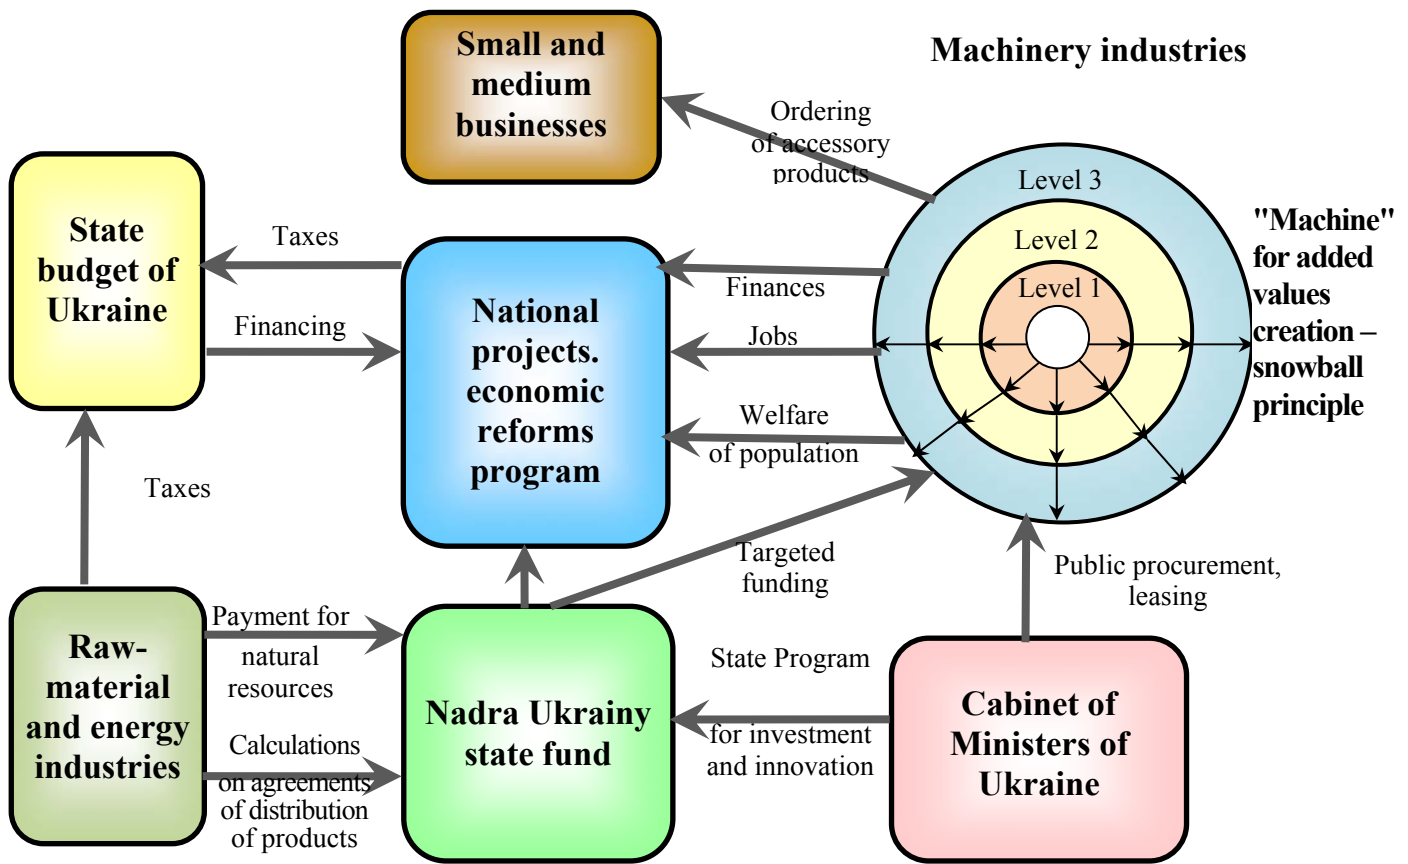 Small and
medium
businesses
Machinery industries
Ordering
of accessory
products
State
budget of
Ukraine
Taxes
Financing
National
projects.
economic
reforms
program
Finances
Jobs
Welfare
of population
Level 3
Level 2
Level 1
"Machine"
for added
values
creation –
snowball
principle
Taxes
Targeted
funding
Public procurement,
leasing
Raw-
material
and energy
industries
Payment for
natural
resources
Calculations
on agreements
of distribution
of products
Nadra Ukrainy
state fund
State Program
for investment
and innovation
Cabinet of
Ministers of
Ukraine